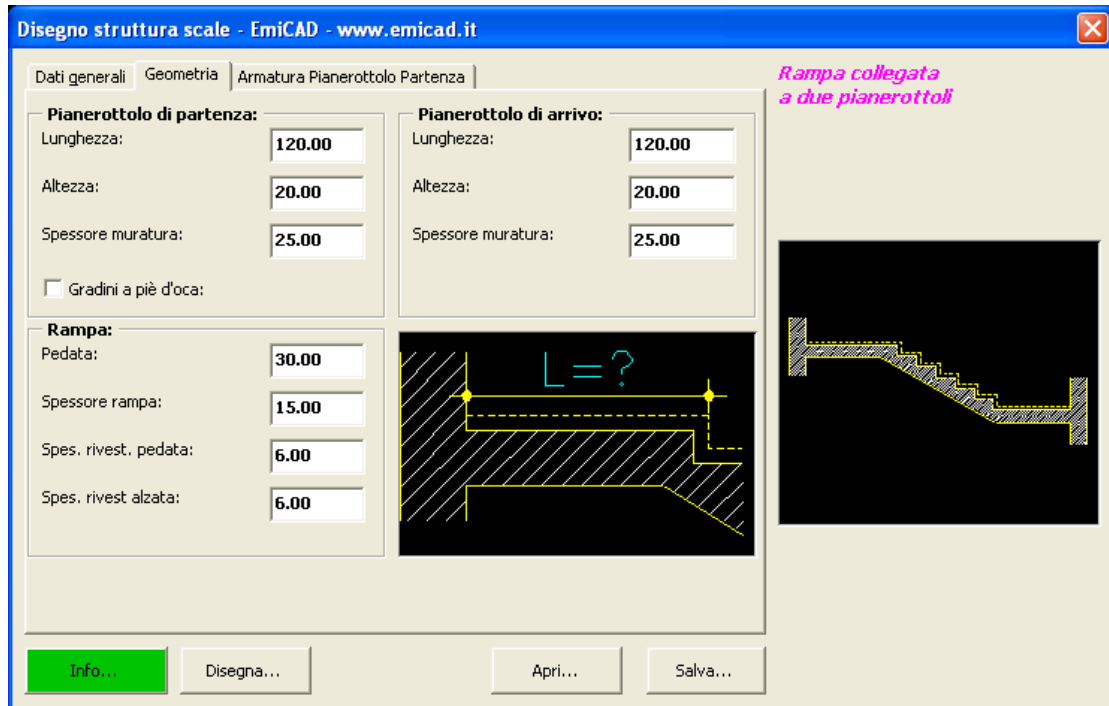 Disegno struttura scale - EmiCAD - www.emicad.it
Dati generali Geometria Armatura Pianerottolo Partenza
Rampa collegata
a due pianerottoli
Pianerottolo di partenza:
Lunghezza: 120.00
Altezza: 20.00
Spessore muratura: 25.00
Gradini a piè d'oca:
Pianerottolo di arrivo:
Lunghezza: 120.00
Altezza: 20.00
Spessore muratura: 25.00
Rampa:
Pedata: 30.00
Spessore rampa: 15.00
Spes. rivest. pedata: 6.00
Spes. rivest alzata: 6.00
L=?
Info... Disegna... Apri... Salva...